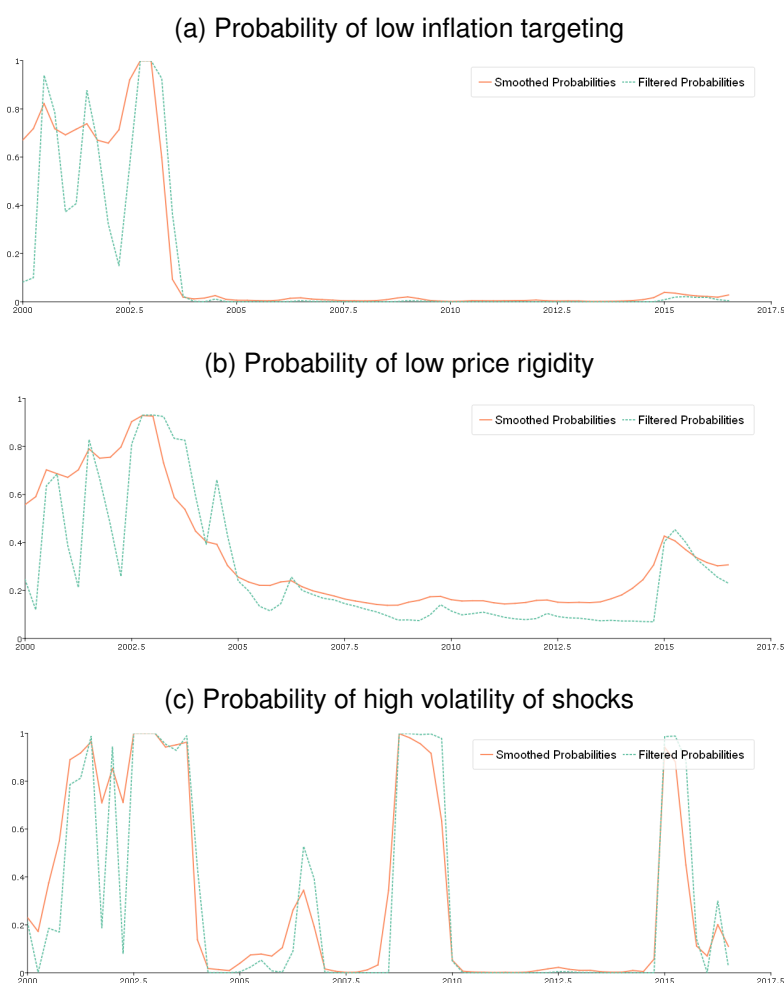 (a) Probability of low inflation targeting
1
Smoothed Probabilities Filtered Probabilities
0.8
0.6
0.4
0.2
0
2000 2002.5 2005 2007.5 2010 2012.5 2015 2017.5
(b) Probability of low price rigidity
1
Smoothed Probabilities Filtered Probabilities
0.8
0.6
0.4
0.2
0
2000 2002.5 2005 2007.5 2010 2012.5 2015 2017.5
(c) Probability of high volatility of shocks
1
Smoothed Probabilities Filtered Probabilities
0.8
0.6
0.4
0.2
0
2000 2002.5 2005 2007.5 2010 2012.5 2015 2017.5